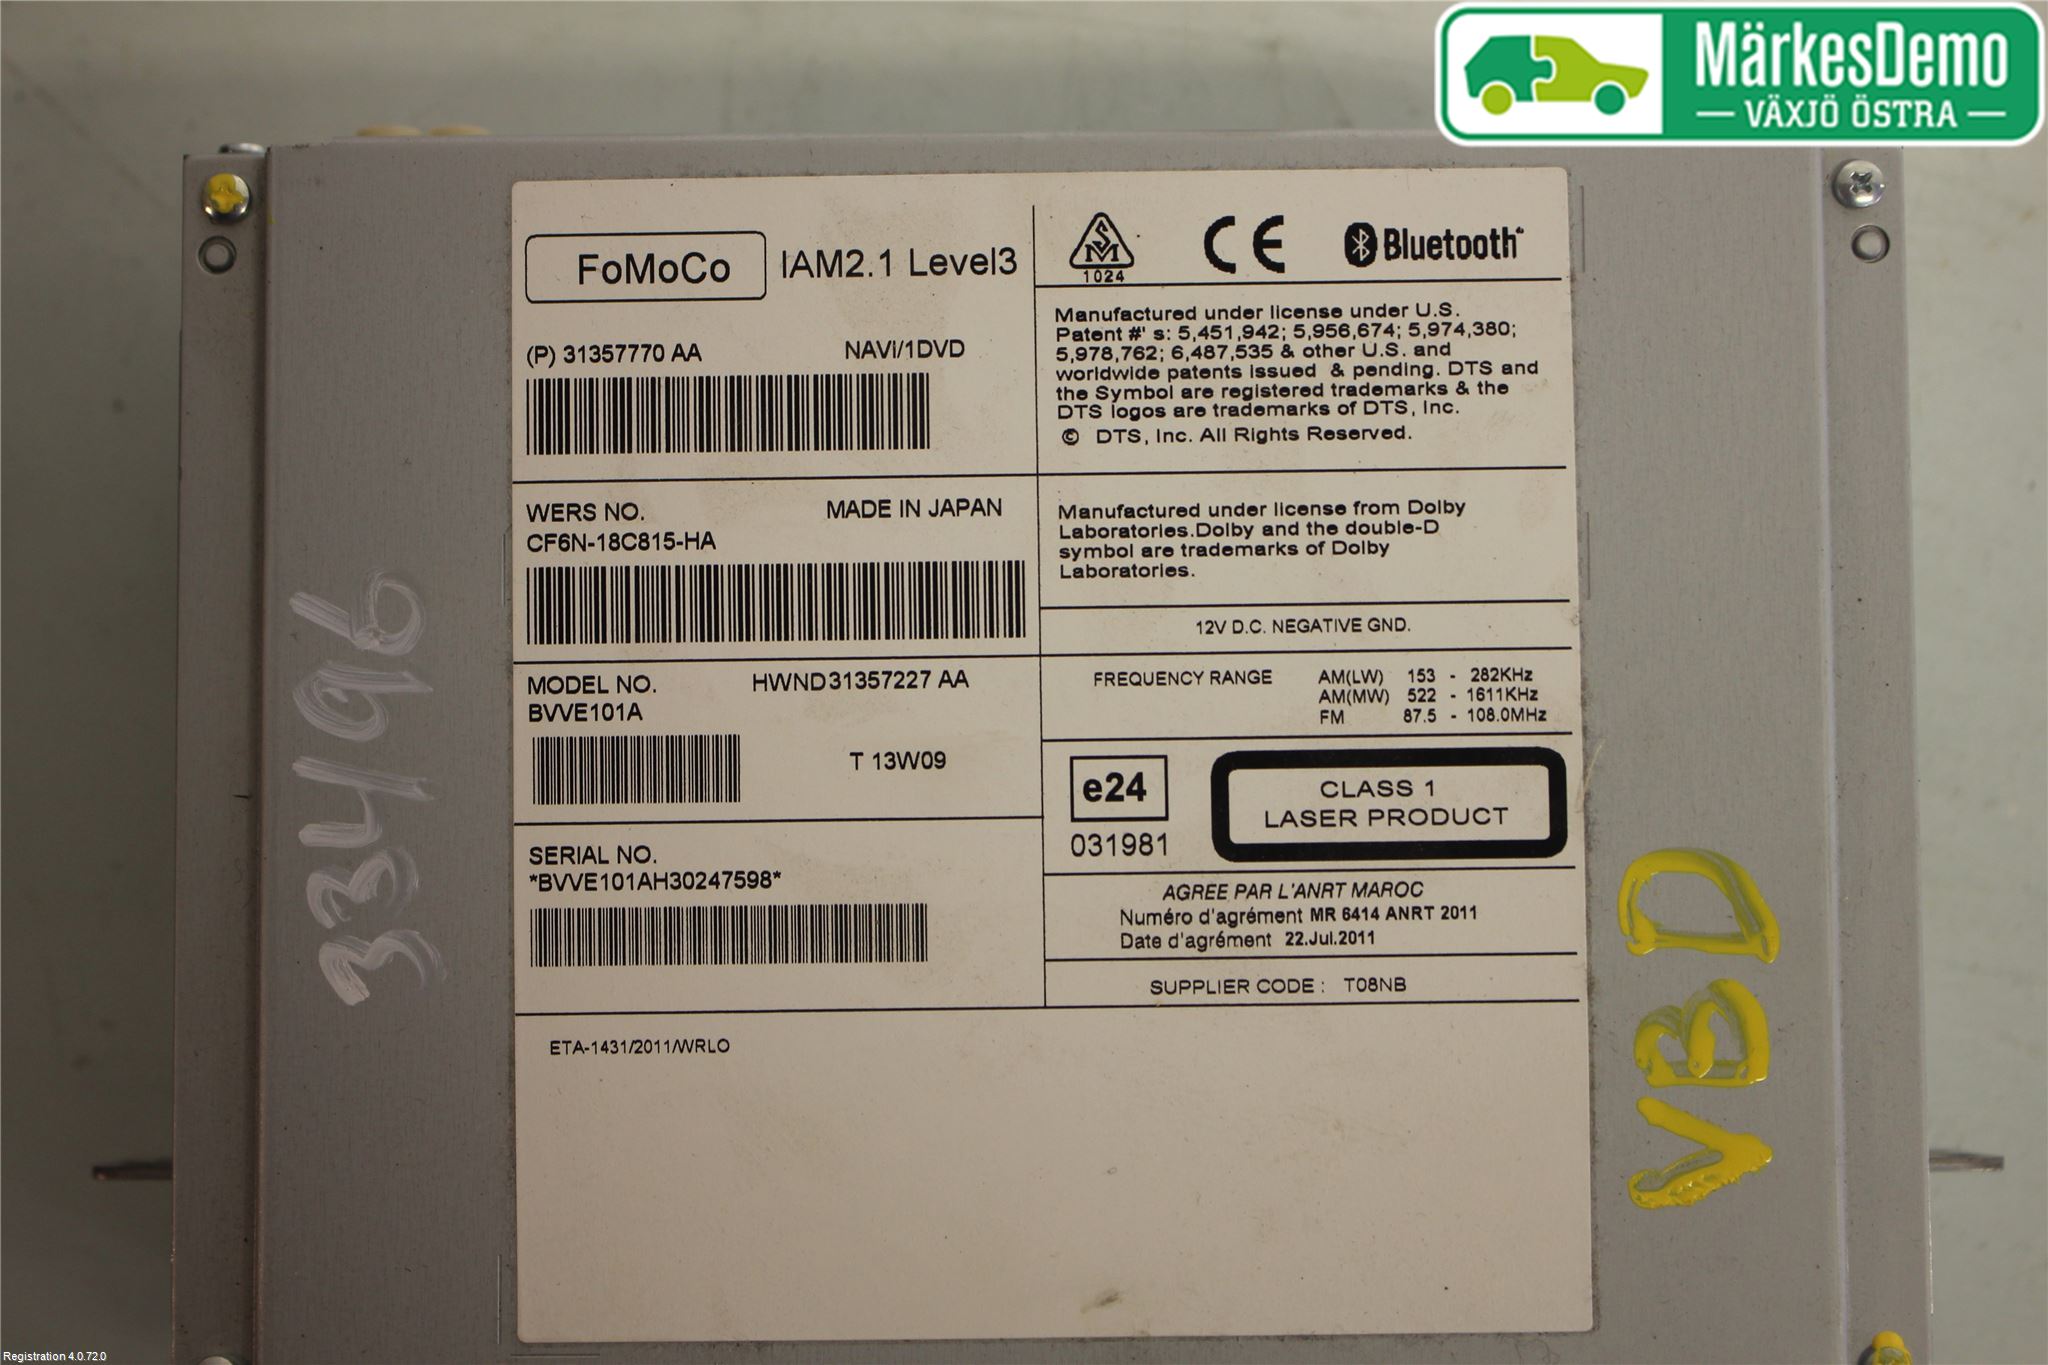 MärkesDemo
VÄXJÖ ÖSTRA
FoMoCo IAM2.1 Level3
(P) 31357770 AA NAVI/1DVD
WERS NO. MADE IN JAPAN
CF6N-18C815-HA
MODEL NO. HWND31357227 AA
BVVE101A
T 13W09
SERIAL NO.
*BVVE101AH30247598*
ETA-1431/2011/WRLO
SVM
1024
CE
Bluetooth
Manufactured under license under U.S.
Patent #' s: 5,451,942; 5,956,674; 5,974,380;
5,978,762; 6,487,535 & other U.S. and
worldwide patents issued & pending. DTS and
the Symbol are registered trademarks & the
DTS logos are trademarks of DTS, Inc.
© DTS, Inc. All Rights Reserved.
Manufactured under license from Dolby
Laboratories.Dolby and the double-D
symbol are trademarks of Dolby
Laboratories.
12V D.C. NEGATIVE GND.
FREQUENCY RANGE AM(LW) 153 - 282KHz
AM(MW) 522 - 1611KHz
FM 87.5 - 108.0MHz
e24
031981
CLASS 1
LASER PRODUCT
AGREE PAR L'ANRT MAROC
Numéro d'agrément MR 6414 ANRT 2011
Date d'agrément 22.Jul.2011
SUPPLIER CODE : T08NB
33496
VBD
Registration 4.0.72.0